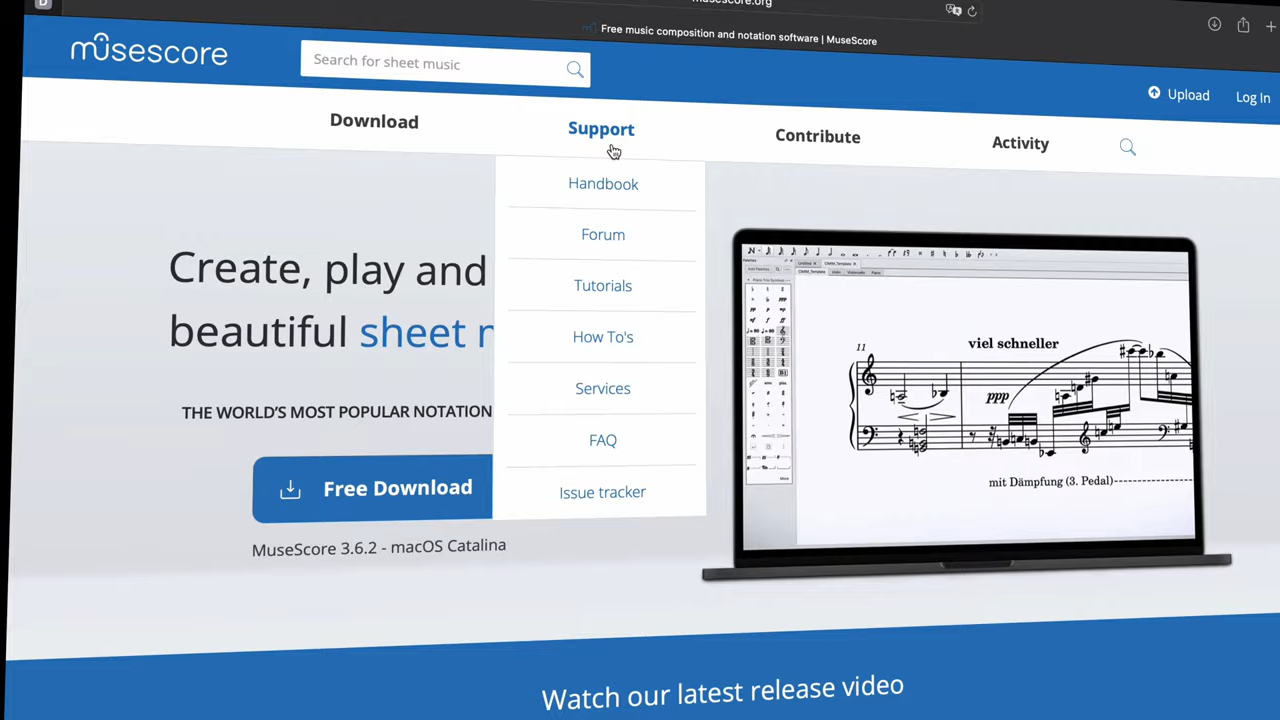 musescore.org
Free music composition and notation software | MuseScore
musescore
Search for sheet music
Upload
Log In
Download
Support
Contribute
Activity
Handbook
Forum
Tutorials
How To's
Services
FAQ
Issue tracker
Create, play and
beautiful sheet
THE WORLD'S MOST POPULAR NOTATION
Free Download
MuseScore 3.6.2 - macOS Catalina
11
viel schneller
ppp
mit Dämpfung (3. Pedal)
Watch our latest release video